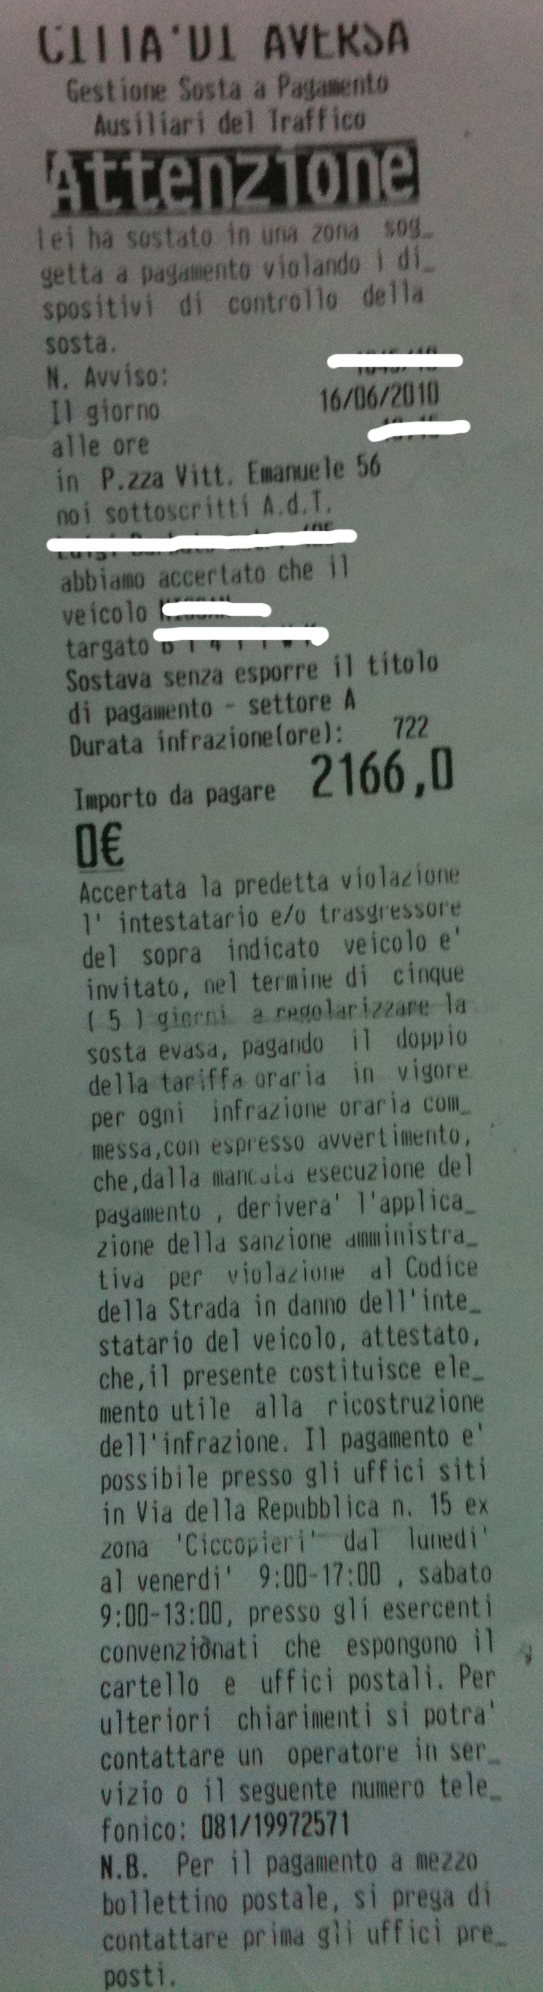 CITTA'DI AVERSA
Gestione Sosta a Pagamento
Ausiliari del Traffico
Attenzione
lei ha sostato in una zona sog_
getta a pagamento violando i di_
spositivi di controllo della
sosta.
N. Avviso:
Il giorno 16/06/2010
alle ore
in P.zza Vitt. Emanuele 56
noi sottoscritti A.d.T.
abbiamo accertato che il
veicolo
targato
Sostava senza esporre il titolo
di pagamento - settore A
Durata infrazione(ore): 722
Importo da pagare 2166,0
0€
Accertata la predetta violazione
l' intestatario e/o trasgressore
del sopra indicato veicolo e'
invitato, nel termine di cinque
( 5 ) giorni a regolarizzare la
sosta evasa, pagando il doppio
della tariffa oraria in vigore
per ogni infrazione oraria com_
messa,con espresso avvertimento,
che,dalla mancata esecuzione del
pagamento , derivera' l'applica_
zione della sanzione amministra_
tiva per violazione al Codice
della Strada in danno dell'inte_
statario del veicolo, attestato,
che,il presente costituisce ele_
mento utile alla ricostruzione
dell'infrazione. Il pagamento e'
possibile presso gli uffici siti
in Via della Repubblica n. 15 ex
zona 'Ciccopieri' dal lunedi'
al venerdi' 9:00-17:00 , sabato
9:00-13:00, presso gli esercenti
convenzionati che espongono il
cartello e uffici postali. Per
ulteriori chiarimenti si potra'
contattare un operatore in ser_
vizio o il seguente numero tele_
fonico: 081/19972571
N.B. Per il pagamento a mezzo
bollettino postale, si prega di
contattare prima gli uffici pre_
posti.